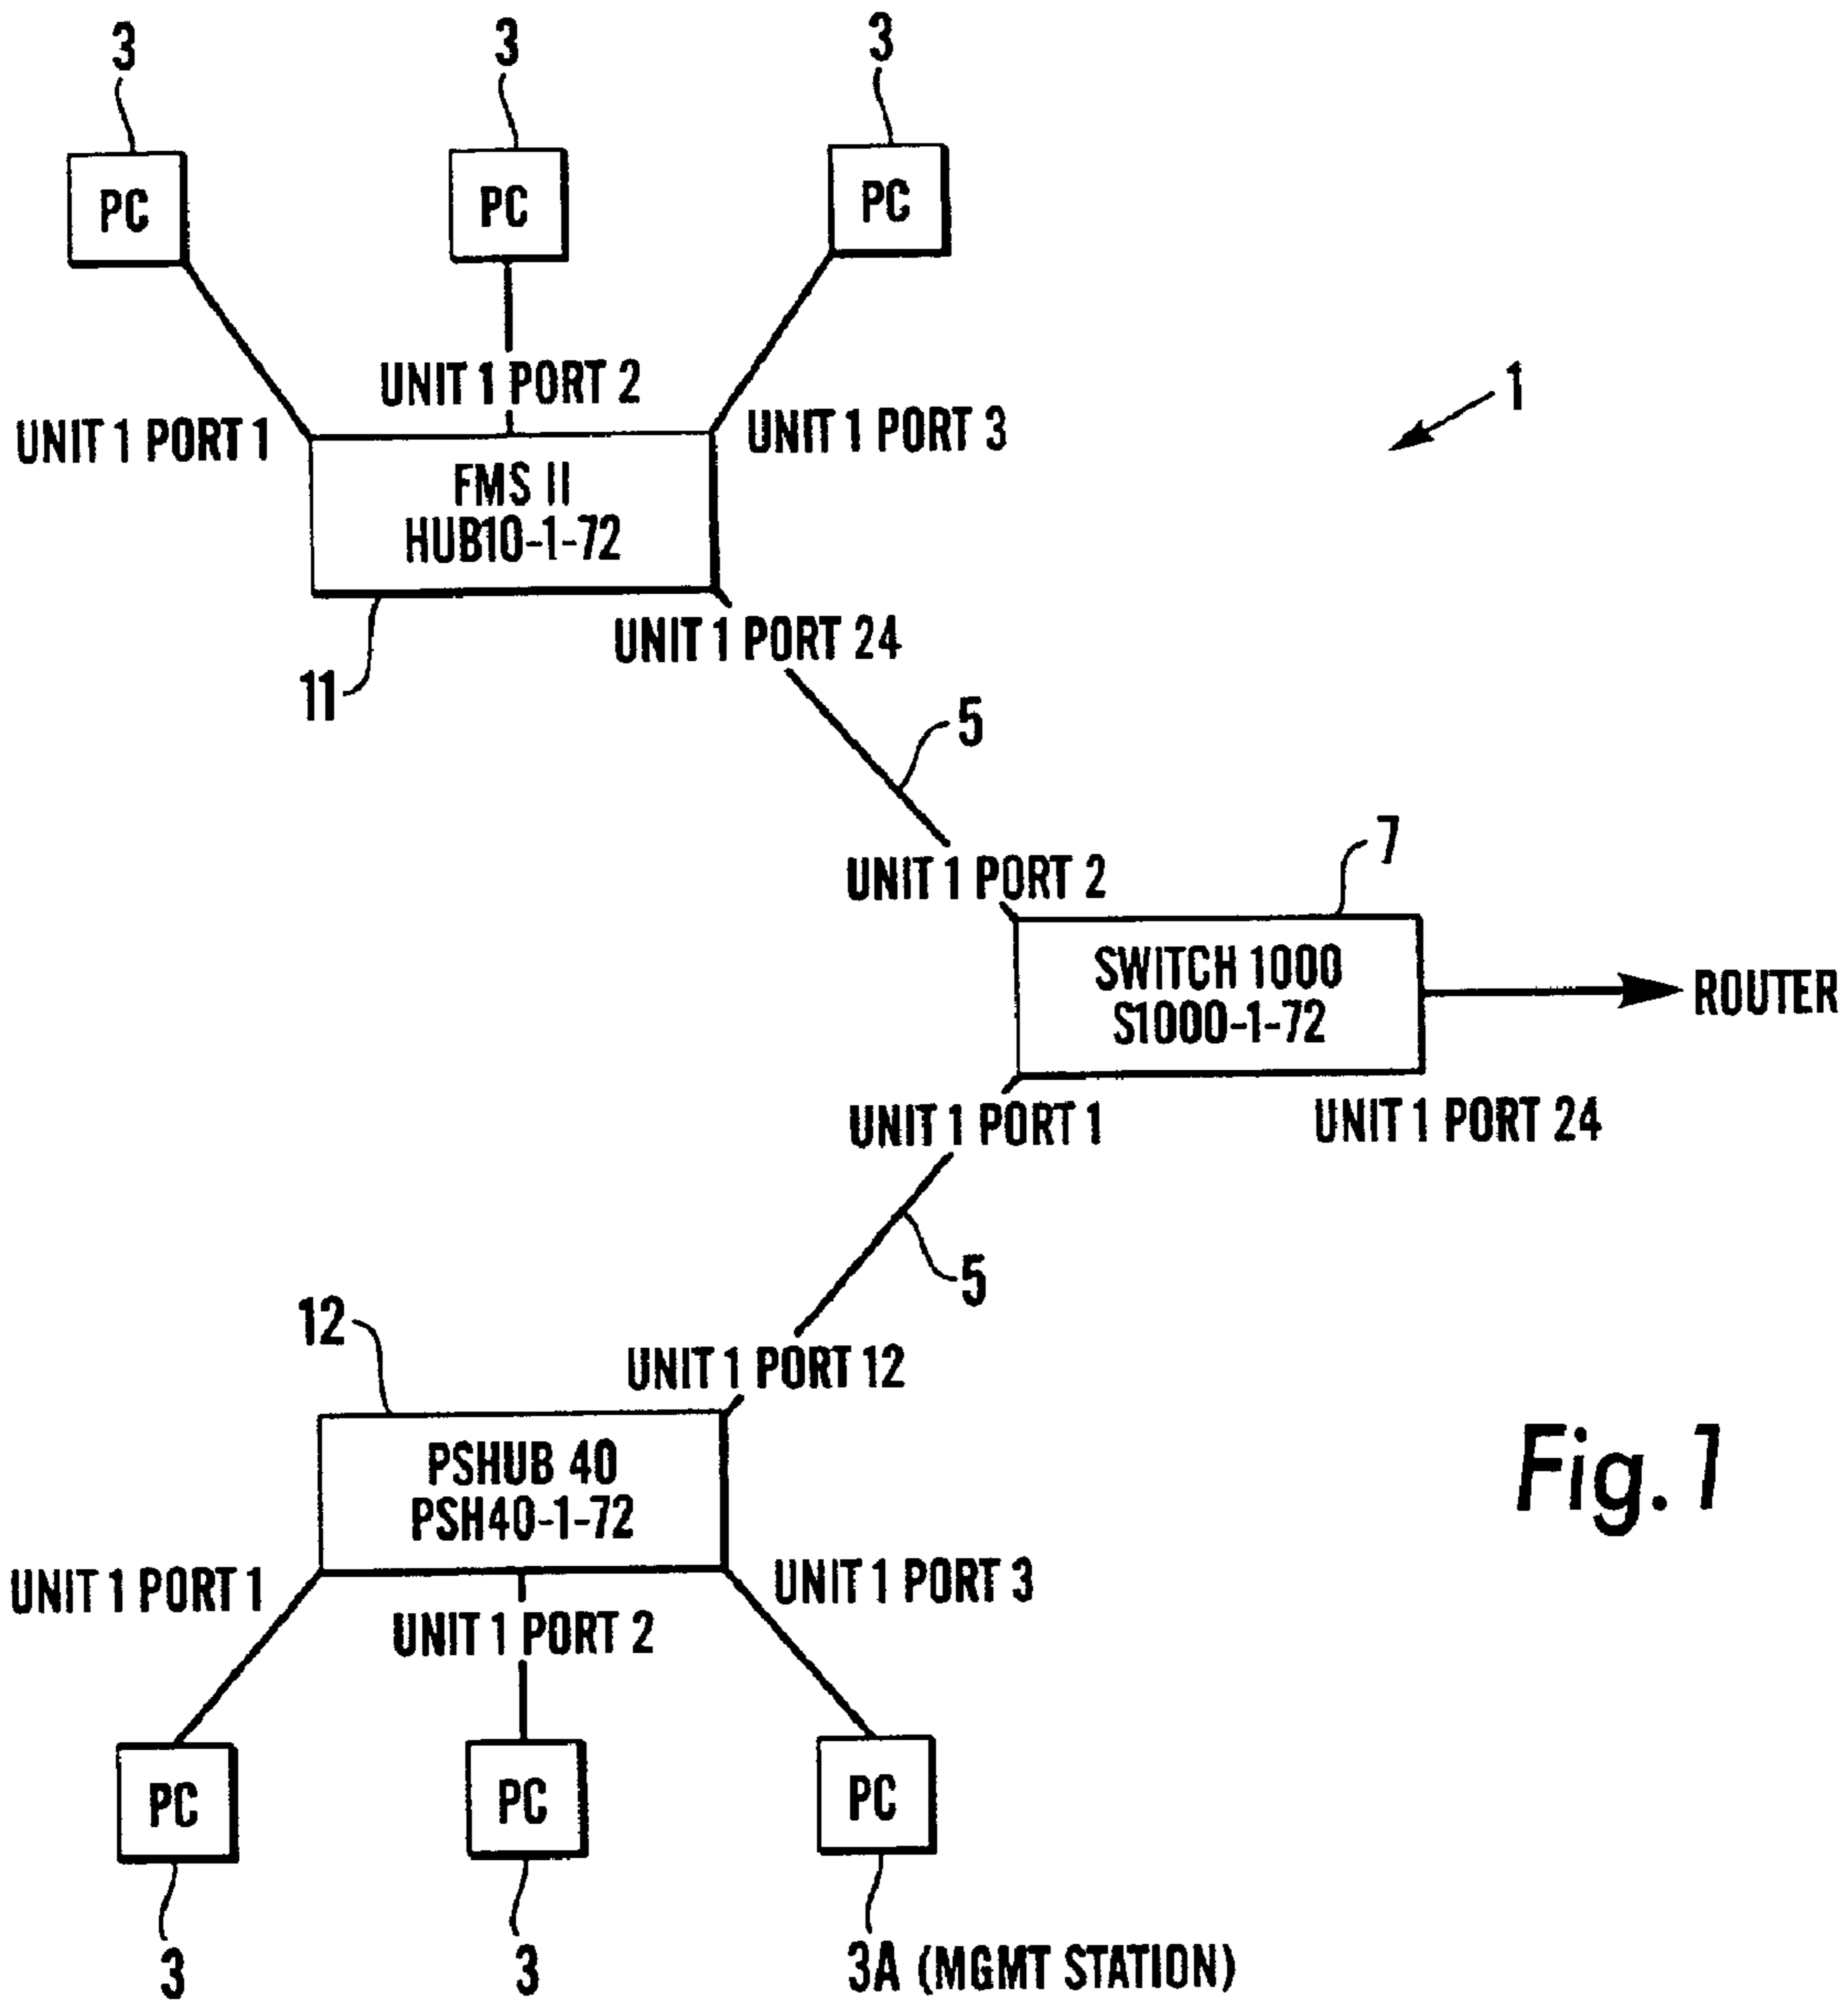 3
3
3
PC
PC
PC
UNIT 1 PORT 2
UNIT 1 PORT 1
UNIT 1 PORT 3
1
FMS II
HUB10-1-72
UNIT 1 PORT 24
11
5
7
UNIT 1 PORT 2
SWITCH 1000
S1000-1-72
ROUTER
UNIT 1 PORT 1
UNIT 1 PORT 24
5
12
UNIT 1 PORT 12
PSHUB 40
PSH40-1-72
Fig. 1
UNIT 1 PORT 1
UNIT 1 PORT 3
UNIT 1 PORT 2
PC
PC
PC
3
3
3A (MGMT STATION)